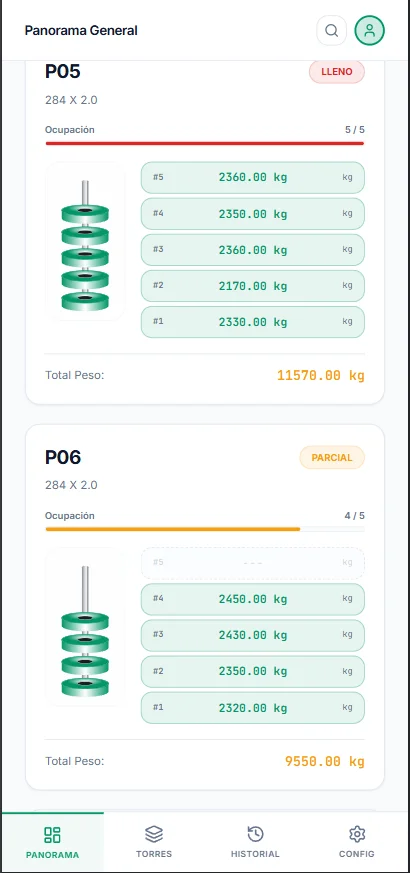 Panorama General
P05
LLENO
284 X 2.0
Ocupación
5 / 5
#5 2360.00 kg kg
#4 2350.00 kg kg
#3 2360.00 kg kg
#2 2170.00 kg kg
#1 2330.00 kg kg
Total Peso: 11570.00 kg
P06
PARCIAL
284 X 2.0
Ocupación
4 / 5
#5 --- kg
#4 2450.00 kg kg
#3 2430.00 kg kg
#2 2350.00 kg kg
#1 2320.00 kg kg
Total Peso: 9550.00 kg
PANORAMA
TORRES
HISTORIAL
CONFIG